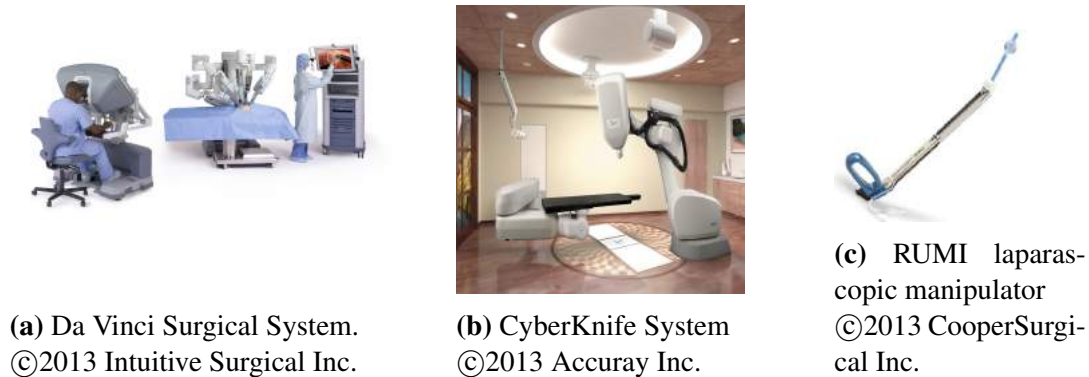 (a) Da Vinci Surgical System.
©2013 Intuitive Surgical Inc.
(b) CyberKnife System
©2013 Accuray Inc.
(c) RUMI laparas-
copic manipulator
©2013 CooperSurgi-
cal Inc.